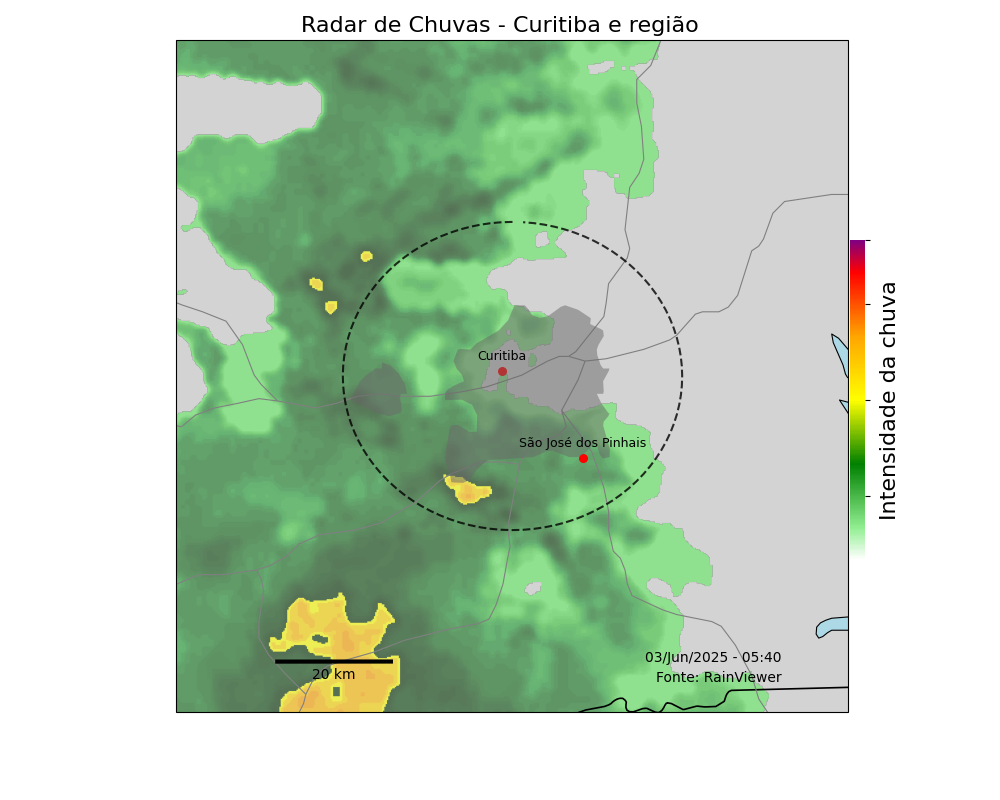 Radar de Chuvas - Curitiba e região
Curitiba
São José dos Pinhais
Intensidade da chuva
20 km
03/Jun/2025 - 05:40
Fonte: RainViewer